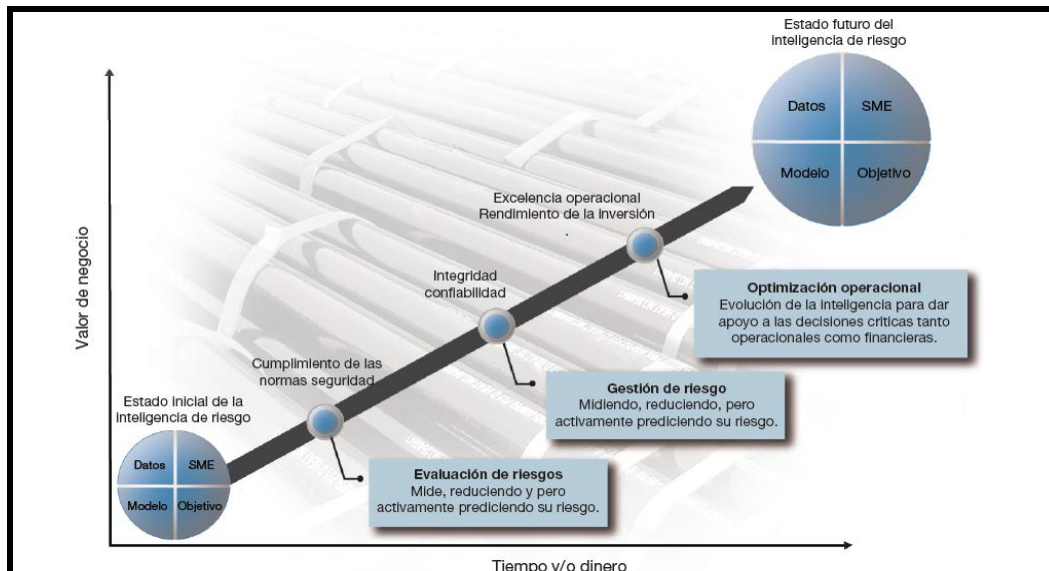 Estado futuro del
inteligencia de riesgo
Datos
SME
Modelo
Objetivo
Excelencia operacional
Rendimiento de la inversión
Valor de negocio
Integridad
confiabilidad
Optimización operacional
Evolución de la inteligencia para dar
apoyo a las decisiones críticas tanto
operacionales como financieras.
Cumplimiento de las
normas seguridad
Gestión de riesgo
Midiendo, reduciendo, pero
activamente prediciendo su riesgo.
Estado inicial de la
inteligencia de riesgo
Datos
SME
Modelo
Objetivo
Evaluación de riesgos
Mide, reduciendo y pero
activamente prediciendo su riesgo.
Tiempo y/o dinero